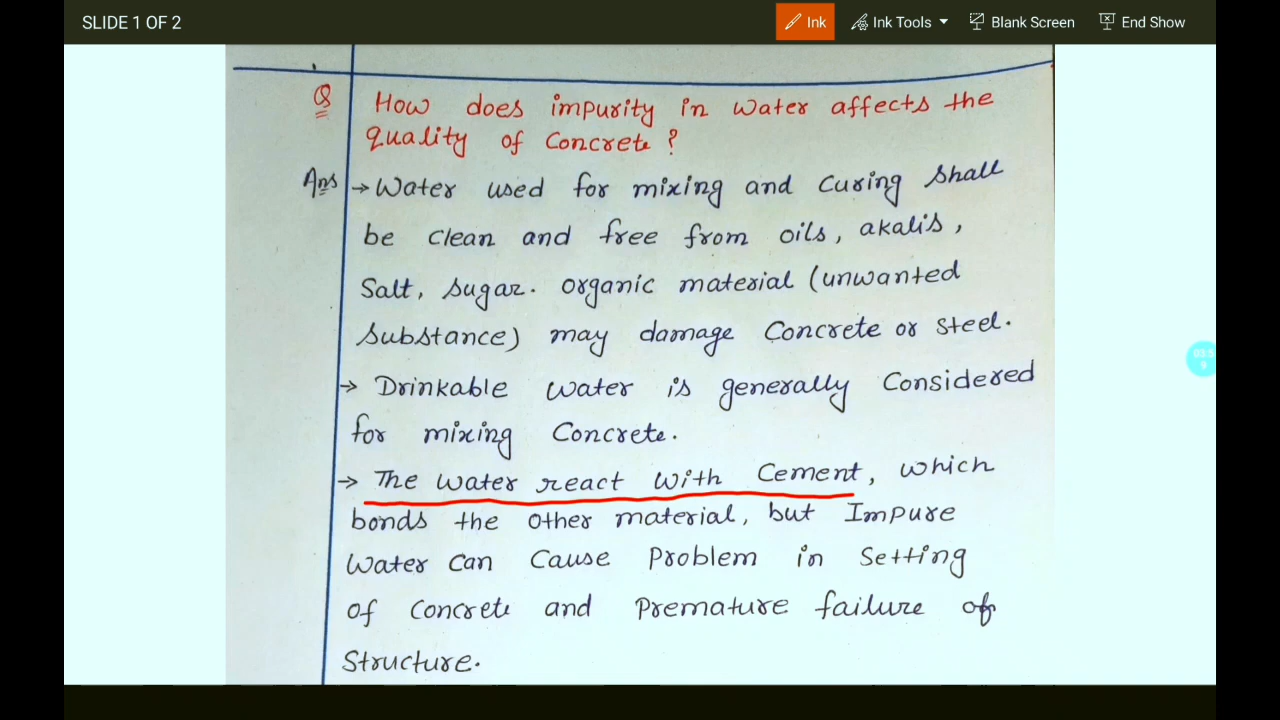 SLIDE 1 OF 2
Ink
Ink Tools
Blank Screen
End Show
Q How does impurity in water affects the
quality of Concrete ?
Ans → Water used for mixing and Curing shall
be clean and free from oils, akalis,
Salt, sugar. organic material (unwanted
substance) may damage Concrete or steel.
→ Drinkable water is generally Considered
for mixing Concrete.
→ The water react with Cement, which
bonds the other material, but Impure
water can Cause Problem in Setting
of Concrete and Premature failure of
Structure.